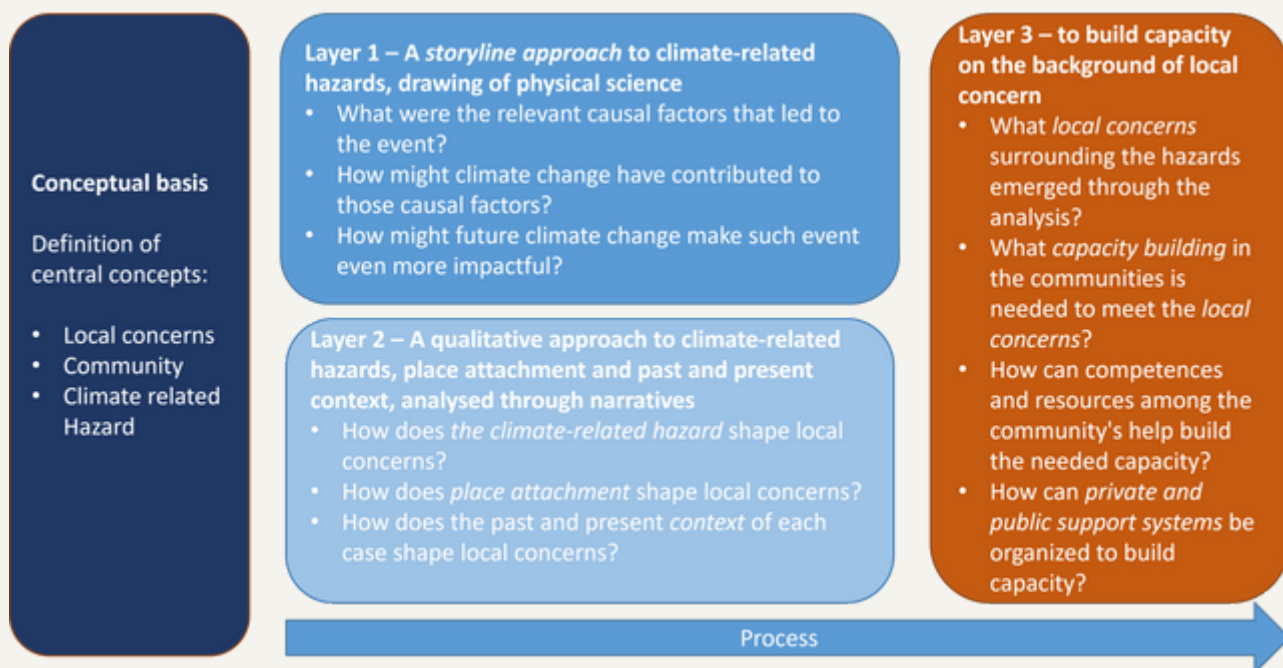 Conceptual basis
Definition of
central concepts:
• Local concerns
• Community
• Climate related
Hazard
Layer 1 – A storyline approach to climate-related
hazards, drawing of physical science
• What were the relevant causal factors that led to
the event?
• How might climate change have contributed to
those causal factors?
• How might future climate change make such event
even more impactful?
Layer 2 – A qualitative approach to climate-related
hazards, place attachment and past and present
context, analysed through narratives
• How does the climate-related hazard shape local
concerns?
• How does place attachment shape local concerns?
• How does the past and present context of each
case shape local concerns?
Layer 3 – to build capacity
on the background of local
concern
• What local concerns
surrounding the hazards
emerged through the
analysis?
• What capacity building in
the communities is
needed to meet the local
concerns?
• How can competences
and resources among the
community's help build
the needed capacity?
• How can private and
public support systems be
organized to build
capacity?
Process